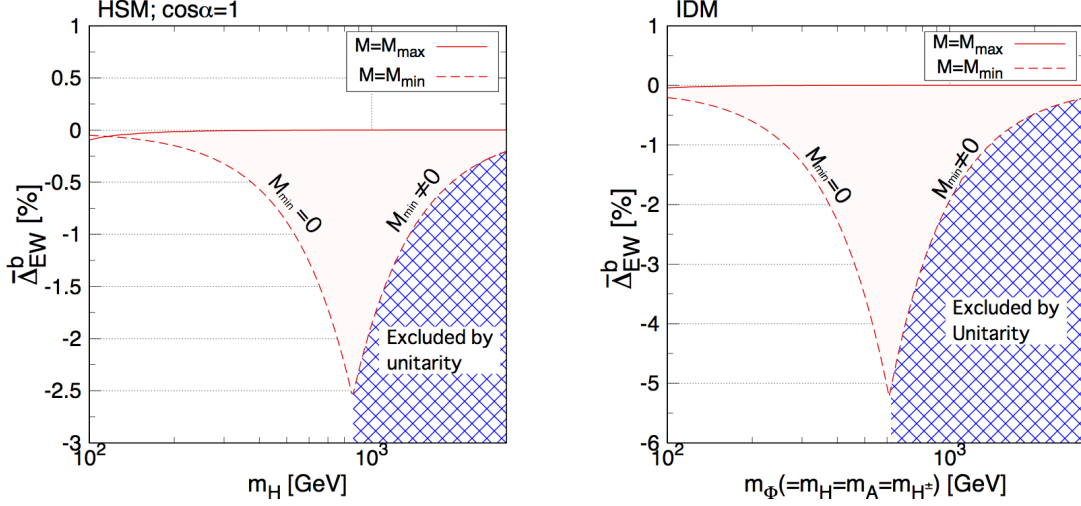 HSM; cosα=1
M=Mmax
M=Mmin
1
0.5
0
-0.5
-1
-1.5
-2
-2.5
-3
Δ̅ᵇEW [%]
Mmin=0
Mmin≠0
Excluded by
unitarity
10²
10³
mH [GeV]
IDM
M=Mmax
M=Mmin
1
0
-1
-2
-3
-4
-5
-6
Δ̅ᵇEW [%]
Mmin=0
Mmin≠0
Excluded by
Unitarity
10²
10³
mΦ(=mH=mA=mH±) [GeV]